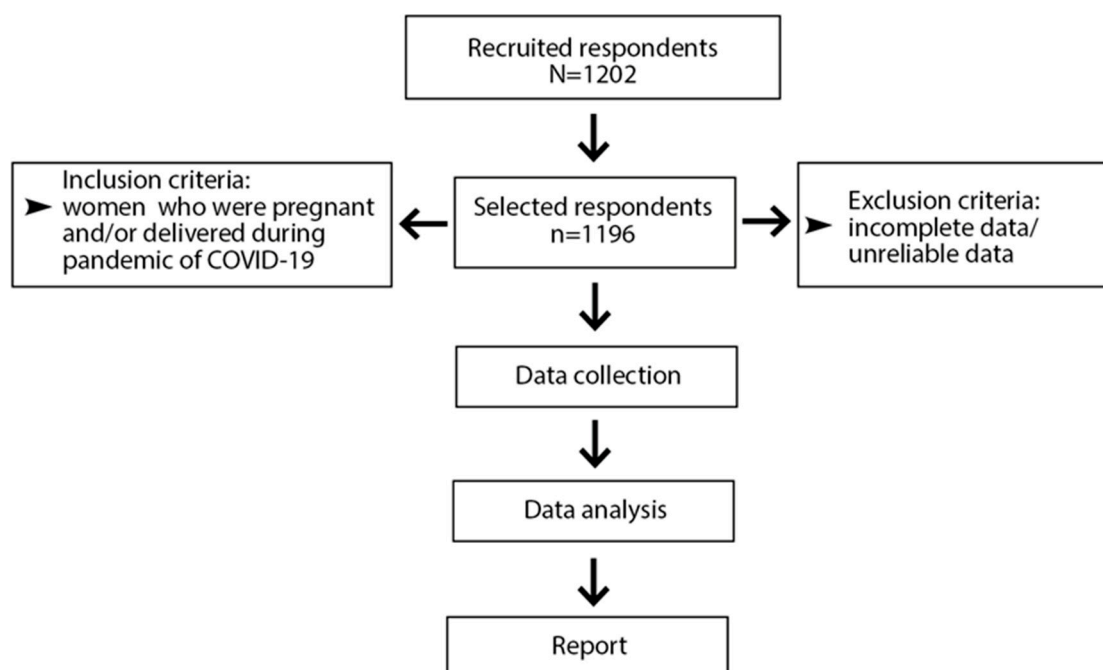 Recruited respondents
N=1202
Inclusion criteria:
women who were pregnant
and/or delivered during
pandemic of COVID-19
Selected respondents
n=1196
Exclusion criteria:
incomplete data/
unreliable data
Data collection
Data analysis
Report